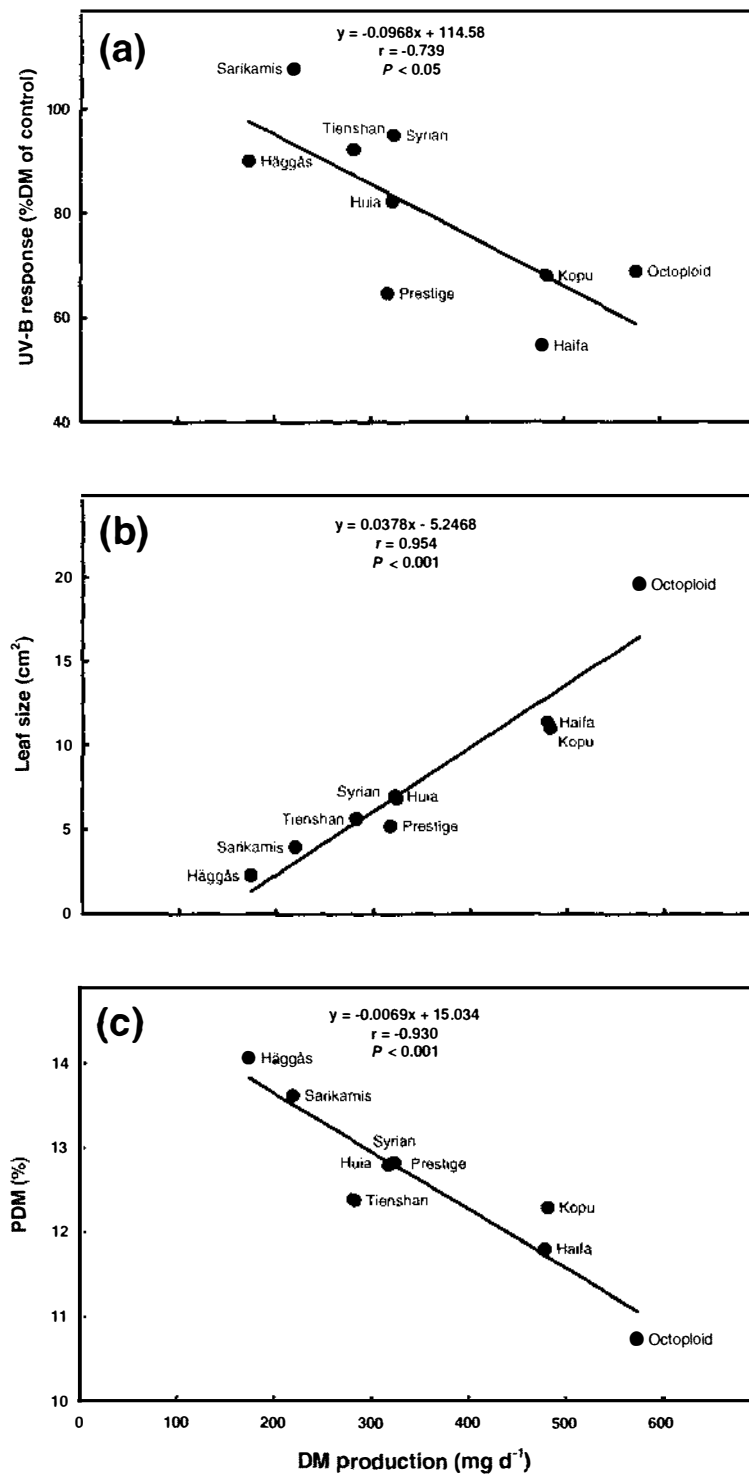 (a)
y = -0.0968x + 114.58
r = -0.739
P < 0.05
UV-B response (%DM of control)
100
80
60
40
Sarikamis
Tienshan
Syrian
Häggås
Huia
Prestige
Kopu
Octoploid
Haifa
(b)
y = 0.0378x - 5.2468
r = 0.954
P < 0.001
Leaf size (cm²)
20
15
10
5
0
Octoploid
Haifa
Kopu
Syrian
Huia
Tienshan
Prestige
Sarikamis
Häggås
(c)
y = -0.0069x + 15.034
r = -0.930
P < 0.001
PDM (%)
14
13
12
11
10
Häggås
Sarikamis
Syrian
Huia
Prestige
Tienshan
Kopu
Haifa
Octoploid
0 100 200 300 400 500 600
DM production (mg d⁻¹)